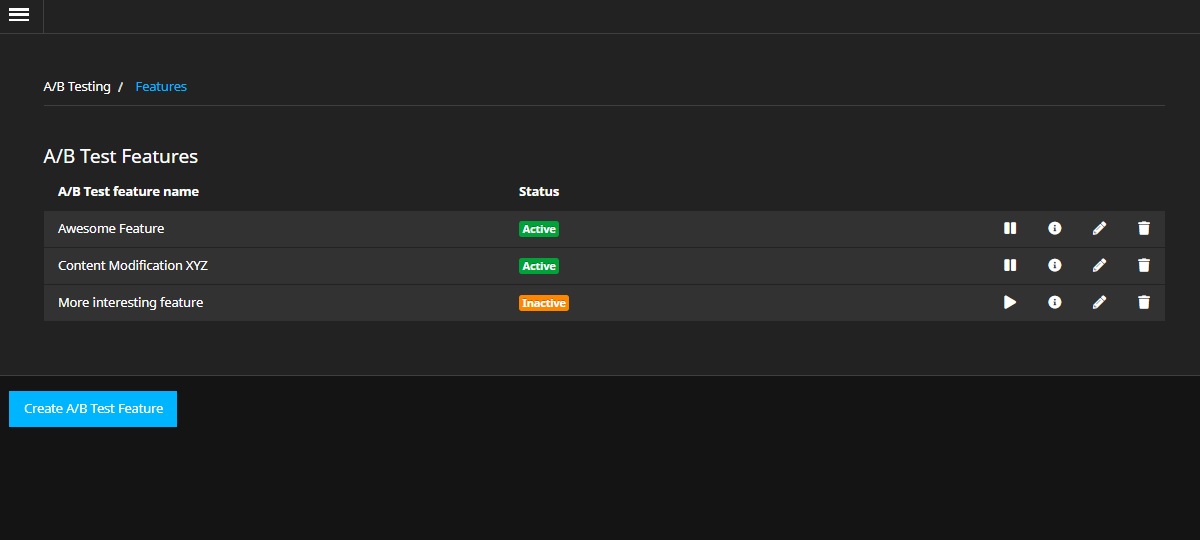 A/B Testing / Features
A/B Test Features
A/B Test feature name Status
Awesome Feature Active
Content Modification XYZ Active
More interesting feature Inactive
Create A/B Test Feature